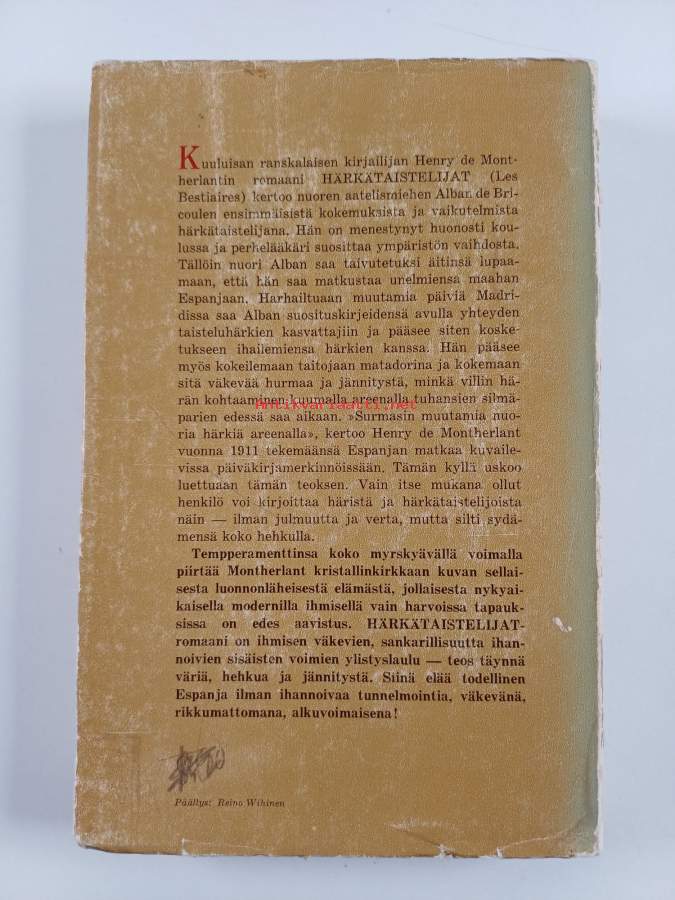 Kuuluisan ranskalaisen kirjailijan Henry de Mont-
herlantin romaani HÄRKÄTAISTELIJAT (Les
Bestiaires) kertoo nuoren aatelismiehen Alban de Bri-
coulen ensimmäisistä kokemuksista ja vaikutelmista
härkätaistelijana. Hän on menestynyt huonosti kou-
lussa ja perhelääkäri suosittaa ympäristön vaihdosta.
Tällöin nuori Alban saa taivutetuksi äitinsä lupaa-
maan, että hän saa matkustaa unelmiensa maahan
Espanjaan. Harhailtuaan muutamia päiviä Madri-
dissa saa Alban suosituskirjeidensä avulla yhteyden
taisteluhärkien kasvattajiin ja pääsee siten koske-
tukseen ihailemiensa härkien kanssa. Hän pääsee
myös kokeilemaan taitojaan matadorina ja kokemaan
sitä väkevää hurmaa ja jännitystä, minkä villin hä-
rän kohtaaminen kuumalla areenalla tuhansien silmä-
Antikvariaatti.net
parien edessä saa aikaan. »Surmasin muutamia nuo-
ria härkiä areenalla», kertoo Henry de Montherlant
vuonna 1911 tekemäänsä Espanjan matkaa kuvaile-
vissa päiväkirjamerkinnöissään. Tämän kyllä uskoo
luettuaan tämän teoksen. Vain itse mukana ollut
henkilö voi kirjoittaa häristä ja härkätaistelijoista
näin — ilman julmuutta ja verta, mutta silti sydä-
mensä koko hehkulla.
Tempperamenttinsa koko myrskyävällä voimalla
piirtää Montherlant kristallinkirkkaan kuvan sellai-
sesta luonnonläheisestä elämästä, jollaisesta nykyai-
kaisella modernilla ihmisellä vain harvoissa tapauk-
sissa on edes aavistus. HÄRKÄTAISTELIJAT-
romaani on ihmisen väkevien, sankarillisuutta ihan-
noivien sisäisten voimien ylistyslaulu — teos täynnä
väriä, hehkua ja jännitystä. Siinä elää todellinen
Espanja ilman ihannoivaa tunnelmointia, väkevänä,
rikkumattomana, alkuvoimaisena!
Päällys: Reino Wihinen